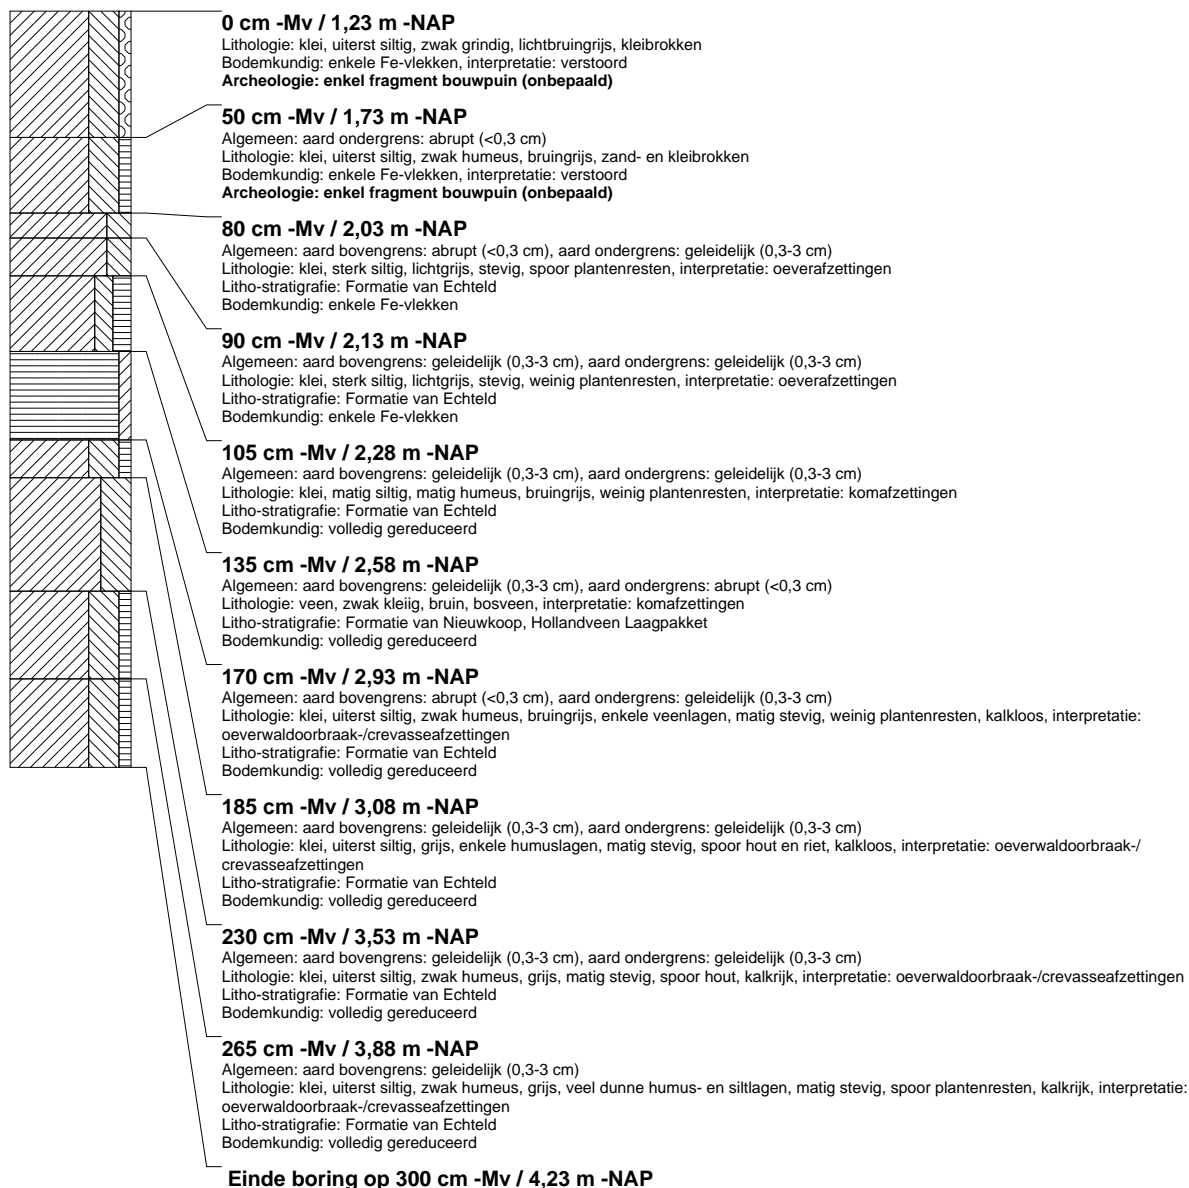 0 cm -Mv / 1,23 m -NAP
Lithologie: klei, uiterst siltig, zwak grindig, lichtbruingrijs, kleibrokken
Bodemkundig: enkele Fe-vlekken, interpretatie: verstoord
Archeologie: enkel fragment bouwpuin (onbepaald)
50 cm -Mv / 1,73 m -NAP
Algemeen: aard ondergrens: abrupt (<0,3 cm)
Lithologie: klei, uiterst siltig, zwak humeus, bruingrijs, zand- en kleibrokken
Bodemkundig: enkele Fe-vlekken, interpretatie: verstoord
Archeologie: enkel fragment bouwpuin (onbepaald)
80 cm -Mv / 2,03 m -NAP
Algemeen: aard bovengrens: abrupt (<0,3 cm), aard ondergrens: geleidelijk (0,3-3 cm)
Lithologie: klei, sterk siltig, lichtgrijs, stevig, spoor plantenresten, interpretatie: oeverafzettingen
Litho-stratigrafie: Formatie van Echteld
Bodemkundig: enkele Fe-vlekken
90 cm -Mv / 2,13 m -NAP
Algemeen: aard bovengrens: geleidelijk (0,3-3 cm), aard ondergrens: geleidelijk (0,3-3 cm)
Lithologie: klei, sterk siltig, lichtgrijs, stevig, weinig plantenresten, interpretatie: oeverafzettingen
Litho-stratigrafie: Formatie van Echteld
Bodemkundig: enkele Fe-vlekken
105 cm -Mv / 2,28 m -NAP
Algemeen: aard bovengrens: geleidelijk (0,3-3 cm), aard ondergrens: geleidelijk (0,3-3 cm)
Lithologie: klei, matig siltig, matig humeus, bruingrijs, weinig plantenresten, interpretatie: komafzettingen
Litho-stratigrafie: Formatie van Echteld
Bodemkundig: volledig gereduceerd
135 cm -Mv / 2,58 m -NAP
Algemeen: aard bovengrens: geleidelijk (0,3-3 cm), aard ondergrens: abrupt (<0,3 cm)
Lithologie: veen, zwak kleiig, bruin, bosveen, interpretatie: komafzettingen
Litho-stratigrafie: Formatie van Nieuwkoop, Hollandveen Laagpakket
Bodemkundig: volledig gereduceerd
170 cm -Mv / 2,93 m -NAP
Algemeen: aard bovengrens: abrupt (<0,3 cm), aard ondergrens: geleidelijk (0,3-3 cm)
Lithologie: klei, uiterst siltig, zwak humeus, bruingrijs, enkele veenlagen, matig stevig, weinig plantenresten, kalkloos, interpretatie:
oeverwaldoorbraak-/crevasseafzettingen
Litho-stratigrafie: Formatie van Echteld
Bodemkundig: volledig gereduceerd
185 cm -Mv / 3,08 m -NAP
Algemeen: aard bovengrens: geleidelijk (0,3-3 cm), aard ondergrens: geleidelijk (0,3-3 cm)
Lithologie: klei, uiterst siltig, grijs, enkele humuslagen, matig stevig, spoor hout en riet, kalkloos, interpretatie: oeverwaldoorbraak-/
crevasseafzettingen
Litho-stratigrafie: Formatie van Echteld
Bodemkundig: volledig gereduceerd
230 cm -Mv / 3,53 m -NAP
Algemeen: aard bovengrens: geleidelijk (0,3-3 cm), aard ondergrens: geleidelijk (0,3-3 cm)
Lithologie: klei, uiterst siltig, zwak humeus, grijs, matig stevig, spoor hout, kalkrijk, interpretatie: oeverwaldoorbraak-/crevasseafzettingen
Litho-stratigrafie: Formatie van Echteld
Bodemkundig: volledig gereduceerd
265 cm -Mv / 3,88 m -NAP
Algemeen: aard bovengrens: geleidelijk (0,3-3 cm)
Lithologie: klei, uiterst siltig, zwak humeus, grijs, veel dunne humus- en siltlagen, matig stevig, spoor plantenresten, kalkrijk, interpretatie:
oeverwaldoorbraak-/crevasseafzettingen
Litho-stratigrafie: Formatie van Echteld
Bodemkundig: volledig gereduceerd
Einde boring op 300 cm -Mv / 4,23 m -NAP